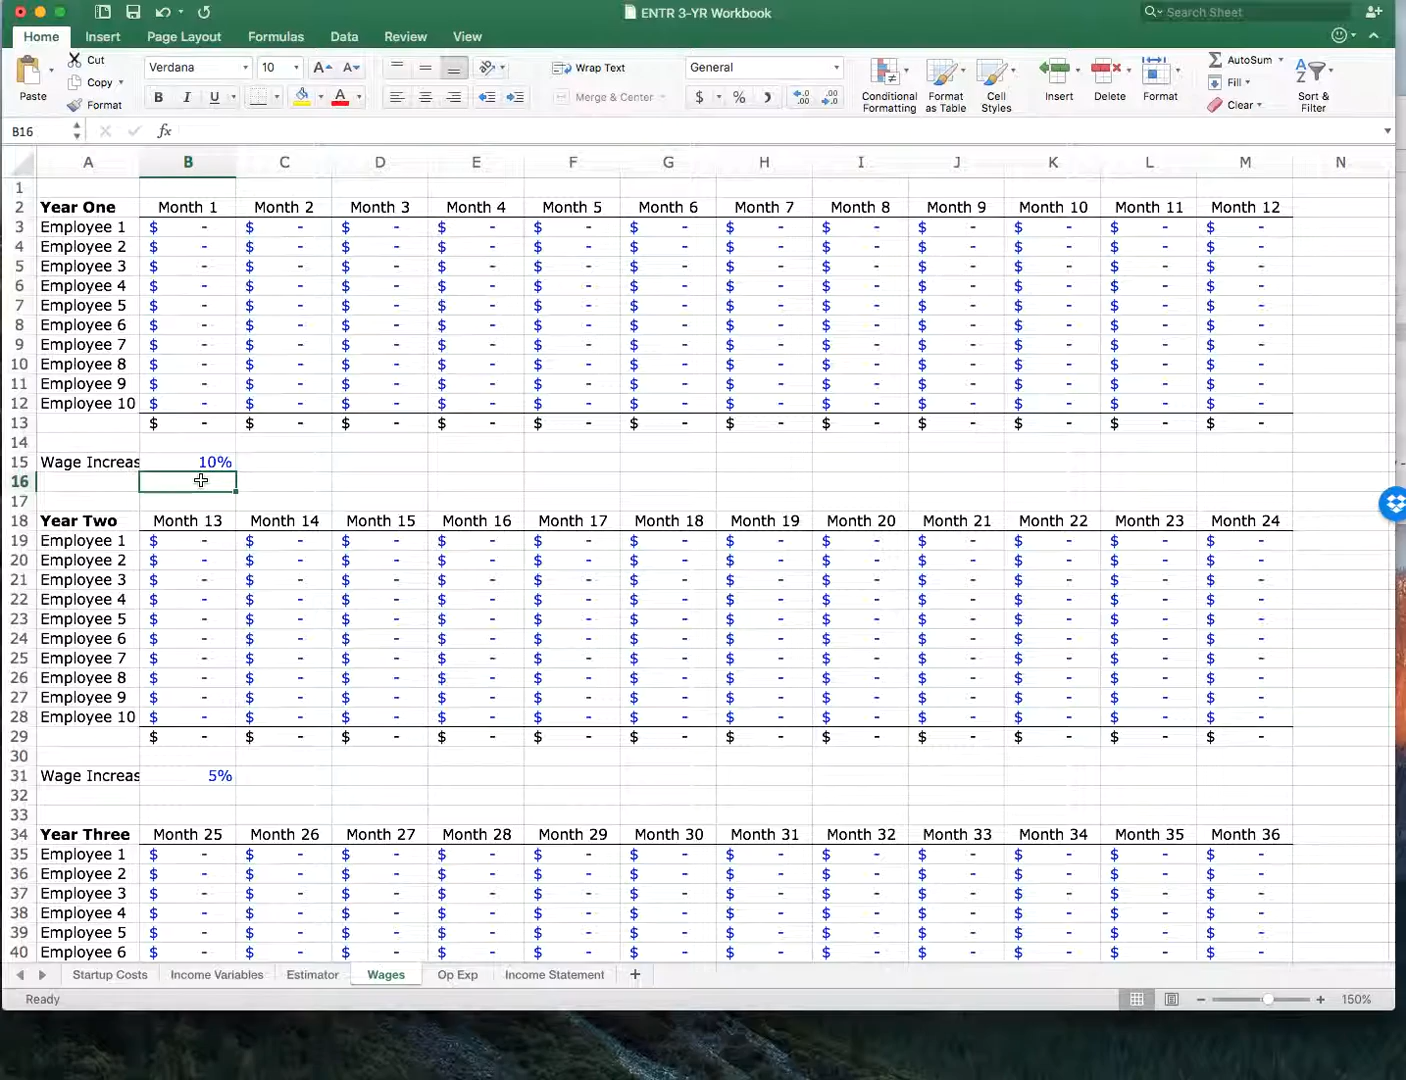 ENTR 3-YR Workbook
Search Sheet
Home Insert Page Layout Formulas Data Review View
Paste
Cut
Copy
Format
Verdana 10
A A
B I U
A
Wrap Text
Merge & Center
General
$ %
Conditional Formatting
Format as Table
Cell Styles
Insert
Delete
Format
AutoSum
Fill
Clear
Sort & Filter
B16 fx
A B C D E F G H I J K L M N
1
2 Year One Month 1 Month 2 Month 3 Month 4 Month 5 Month 6 Month 7 Month 8 Month 9 Month 10 Month 11 Month 12
3 Employee 1 $ - $ - $ - $ - $ - $ - $ - $ - $ - $ - $ - $ -
4 Employee 2 $ - $ - $ - $ - $ - $ - $ - $ - $ - $ - $ - $ -
5 Employee 3 $ - $ - $ - $ - $ - $ - $ - $ - $ - $ - $ - $ -
6 Employee 4 $ - $ - $ - $ - $ - $ - $ - $ - $ - $ - $ - $ -
7 Employee 5 $ - $ - $ - $ - $ - $ - $ - $ - $ - $ - $ - $ -
8 Employee 6 $ - $ - $ - $ - $ - $ - $ - $ - $ - $ - $ - $ -
9 Employee 7 $ - $ - $ - $ - $ - $ - $ - $ - $ - $ - $ - $ -
10 Employee 8 $ - $ - $ - $ - $ - $ - $ - $ - $ - $ - $ - $ -
11 Employee 9 $ - $ - $ - $ - $ - $ - $ - $ - $ - $ - $ - $ -
12 Employee 10 $ - $ - $ - $ - $ - $ - $ - $ - $ - $ - $ - $ -
13 $ - $ - $ - $ - $ - $ - $ - $ - $ - $ - $ - $ -
14
15 Wage Increas 10%
16
17
18 Year Two Month 13 Month 14 Month 15 Month 16 Month 17 Month 18 Month 19 Month 20 Month 21 Month 22 Month 23 Month 24
19 Employee 1 $ - $ - $ - $ - $ - $ - $ - $ - $ - $ - $ - $ -
20 Employee 2 $ - $ - $ - $ - $ - $ - $ - $ - $ - $ - $ - $ -
21 Employee 3 $ - $ - $ - $ - $ - $ - $ - $ - $ - $ - $ - $ -
22 Employee 4 $ - $ - $ - $ - $ - $ - $ - $ - $ - $ - $ - $ -
23 Employee 5 $ - $ - $ - $ - $ - $ - $ - $ - $ - $ - $ - $ -
24 Employee 6 $ - $ - $ - $ - $ - $ - $ - $ - $ - $ - $ - $ -
25 Employee 7 $ - $ - $ - $ - $ - $ - $ - $ - $ - $ - $ - $ -
26 Employee 8 $ - $ - $ - $ - $ - $ - $ - $ - $ - $ - $ - $ -
27 Employee 9 $ - $ - $ - $ - $ - $ - $ - $ - $ - $ - $ - $ -
28 Employee 10 $ - $ - $ - $ - $ - $ - $ - $ - $ - $ - $ - $ -
29 $ - $ - $ - $ - $ - $ - $ - $ - $ - $ - $ - $ -
30
31 Wage Increas 5%
32
33
34 Year Three Month 25 Month 26 Month 27 Month 28 Month 29 Month 30 Month 31 Month 32 Month 33 Month 34 Month 35 Month 36
35 Employee 1 $ - $ - $ - $ - $ - $ - $ - $ - $ - $ - $ - $ -
36 Employee 2 $ - $ - $ - $ - $ - $ - $ - $ - $ - $ - $ - $ -
37 Employee 3 $ - $ - $ - $ - $ - $ - $ - $ - $ - $ - $ - $ -
38 Employee 4 $ - $ - $ - $ - $ - $ - $ - $ - $ - $ - $ - $ -
39 Employee 5 $ - $ - $ - $ - $ - $ - $ - $ - $ - $ - $ - $ -
40 Employee 6 $ - $ - $ - $ - $ - $ - $ - $ - $ - $ - $ - $ -
Startup Costs Income Variables Estimator Wages Op Exp Income Statement +
Ready 150%